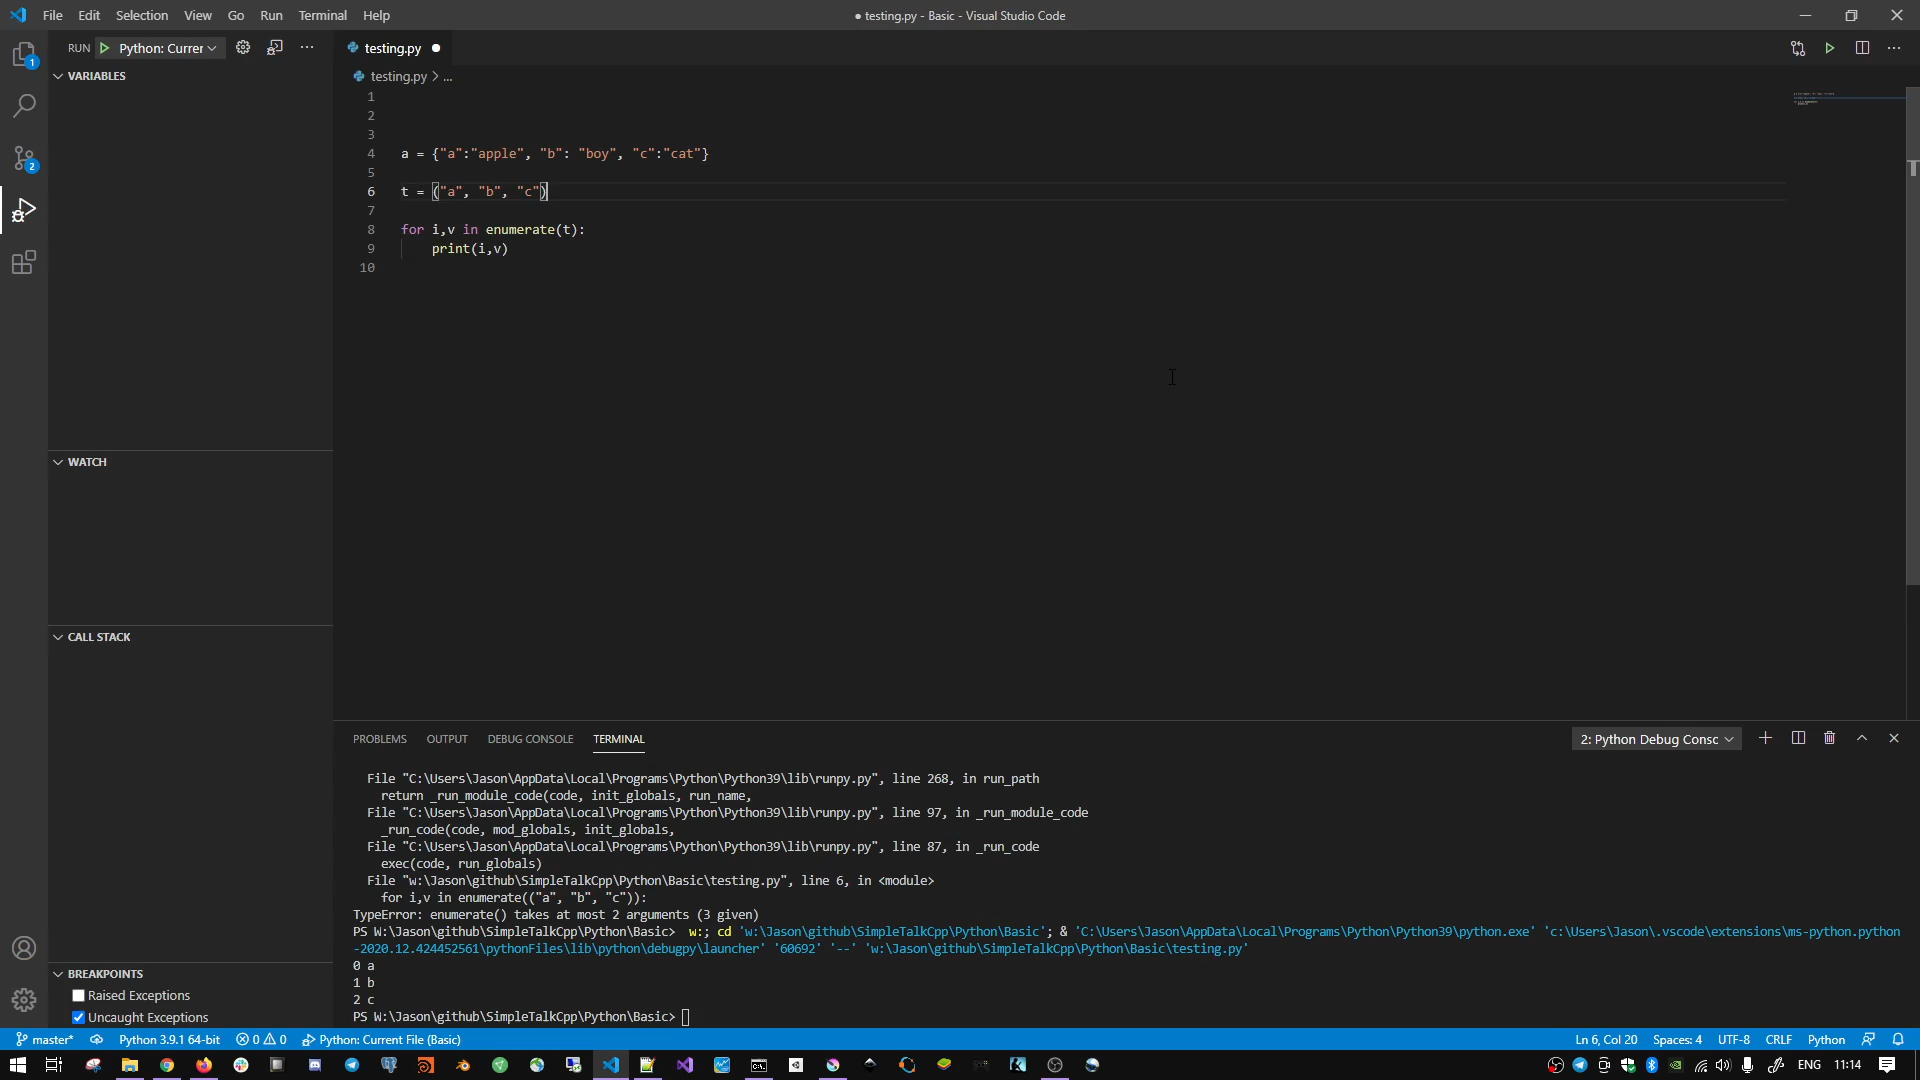 File Edit Selection View Go Run Terminal Help
● testing.py - Basic - Visual Studio Code
RUN Python: Currer
testing.py
VARIABLES
testing.py > ...
1
2
3
4 a = {"a":"apple", "b": "boy", "c":"cat"}
5
6 t = ("a", "b", "c")
7
8 for i,v in enumerate(t):
9 print(i,v)
10
1
2
WATCH
CALL STACK
BREAKPOINTS
Raised Exceptions
Uncaught Exceptions
PROBLEMS OUTPUT DEBUG CONSOLE TERMINAL
2: Python Debug Consc
File "C:\Users\Jason\AppData\Local\Programs\Python\Python39\lib\runpy.py", line 268, in run_path
return _run_module_code(code, init_globals, run_name,
File "C:\Users\Jason\AppData\Local\Programs\Python\Python39\lib\runpy.py", line 97, in _run_module_code
_run_code(code, mod_globals, init_globals,
File "C:\Users\Jason\AppData\Local\Programs\Python\Python39\lib\runpy.py", line 87, in _run_code
exec(code, run_globals)
File "w:\Jason\github\SimpleTalkCpp\Python\Basic\testing.py", line 6, in <module>
for i,v in enumerate(("a", "b", "c")):
TypeError: enumerate() takes at most 2 arguments (3 given)
PS W:\Jason\github\SimpleTalkCpp\Python\Basic> w:; cd 'w:\Jason\github\SimpleTalkCpp\Python\Basic'; & 'C:\Users\Jason\AppData\Local\Programs\Python\Python39\python.exe' 'c:\Users\Jason\.vscode\extensions\ms-python.python
-2020.12.424452561\pythonFiles\lib\python\debugpy\launcher' '60692' '--' 'w:\Jason\github\SimpleTalkCpp\Python\Basic\testing.py'
0 a
1 b
2 c
PS W:\Jason\github\SimpleTalkCpp\Python\Basic>
master* Python 3.9.1 64-bit 0 0 Python: Current File (Basic)
Ln 6, Col 20 Spaces: 4 UTF-8 CRLF Python
ENG 11:14